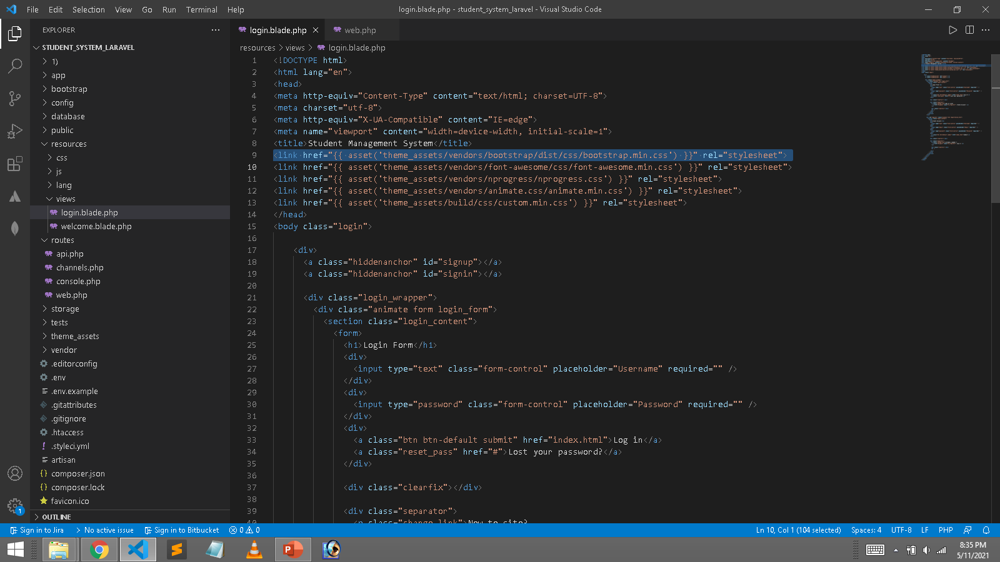 File Edit Selection View Go Run Terminal Help
login.blade.php - student_system_laravel - Visual Studio Code
EXPLORER
STUDENT_SYSTEM_LARAVEL
1)
app
bootstrap
config
database
public
resources
css
js
lang
views
login.blade.php
welcome.blade.php
routes
api.php
channels.php
console.php
web.php
storage
tests
theme_assets
vendor
.editorconfig
.env
.env.example
.gitattributes
.gitignore
.htaccess
.styleci.yml
artisan
composer.json
composer.lock
favicon.ico
OUTLINE
1
login.blade.php web.php
resources > views > login.blade.php
1 <!DOCTYPE html>
2 <html lang="en">
3 <head>
4 <meta http-equiv="Content-Type" content="text/html; charset=UTF-8">
5 <meta charset="utf-8">
6 <meta http-equiv="X-UA-Compatible" content="IE=edge">
7 <meta name="viewport" content="width=device-width, initial-scale=1">
8 <title>Student Management System</title>
9 <link href="{{ asset('theme_assets/vendors/bootstrap/dist/css/bootstrap.min.css') }}" rel="stylesheet">
10 <link href="{{ asset('theme_assets/vendors/font-awesome/css/font-awesome.min.css') }}" rel="stylesheet">
11 <link href="{{ asset('theme_assets/vendors/nprogress/nprogress.css') }}" rel="stylesheet">
12 <link href="{{ asset('theme_assets/vendors/animate.css/animate.min.css') }}" rel="stylesheet">
13 <link href="{{ asset('theme_assets/build/css/custom.min.css') }}" rel="stylesheet">
14 </head>
15 <body class="login">
16
17 <div>
18 <a class="hiddenanchor" id="signup"></a>
19 <a class="hiddenanchor" id="signin"></a>
20
21 <div class="login_wrapper">
22 <div class="animate form login_form">
23 <section class="login_content">
24 <form>
25 <h1>Login Form</h1>
26 <div>
27 <input type="text" class="form-control" placeholder="Username" required="" />
28 </div>
29 <div>
30 <input type="password" class="form-control" placeholder="Password" required="" />
31 </div>
32 <div>
33 <a class="btn btn-default submit" href="index.html">Log in</a>
34 <a class="reset_pass" href="#">Lost your password?</a>
35 </div>
36
37 <div class="clearfix"></div>
38
39 <div class="separator">
40 <p class="change_link">New to site?
Sign in to Jira No active issue Sign in to Bitbucket 0 0
Ln 10, Col 1 (104 selected) Spaces: 4 UTF-8 LF PHP
8:35 PM
5/11/2021